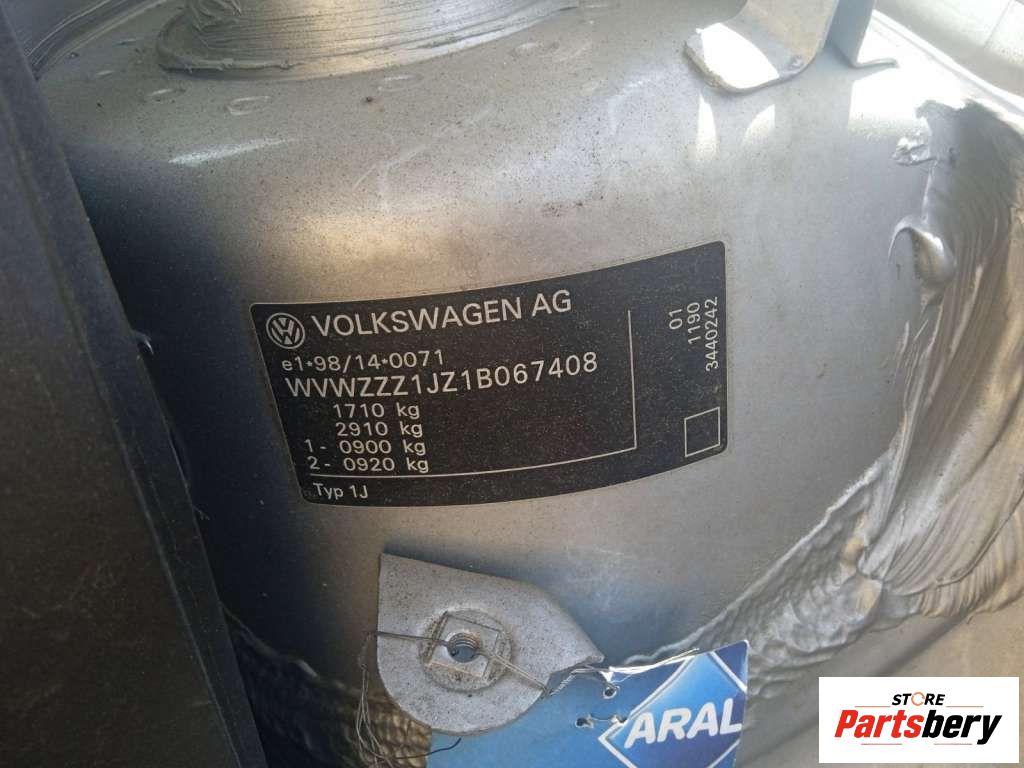 VOLKSWAGEN AG
e1*98/14*0071
WVWZZZ1JZ1B067408
1710 kg
2910 kg
1- 0900 kg
2- 0920 kg
Typ 1J
01
1190
3440242
ARAL
STORE
Partsbery